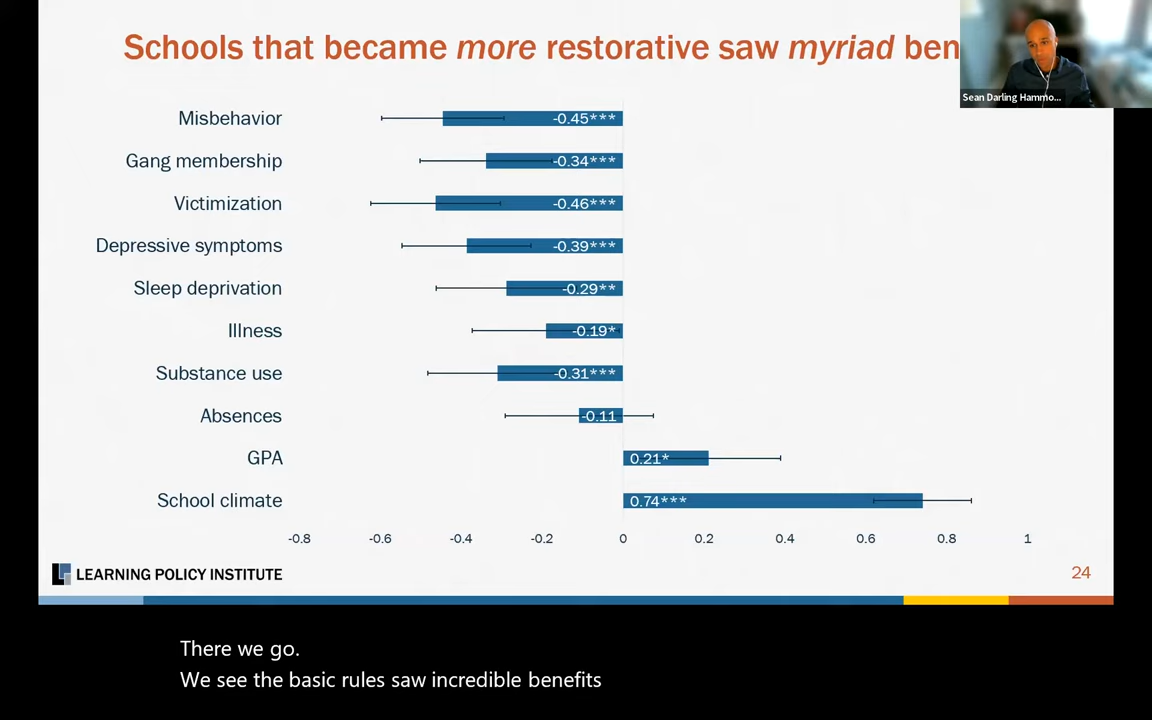 Schools that became more restorative saw myriad ben
Sean Darling Hammo...
Misbehavior -0.45***
Gang membership -0.34***
Victimization -0.46***
Depressive symptoms -0.39***
Sleep deprivation -0.29**
Illness -0.19*
Substance use -0.31***
Absences -0.11
GPA 0.21*
School climate 0.74***
-0.8 -0.6 -0.4 -0.2 0 0.2 0.4 0.6 0.8 1
LEARNING POLICY INSTITUTE 24
There we go.
We see the basic rules saw incredible benefits